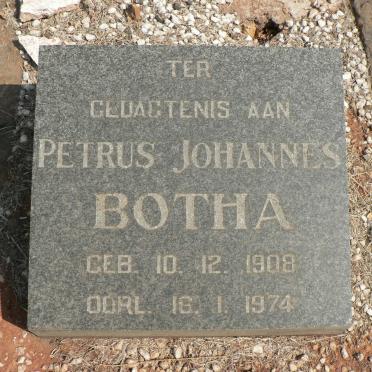 TER
GEDAGTENIS AAN
PETRUS JOHANNES
BOTHA
GEB. 10. 12. 1908
OORL. 16. 1. 1974